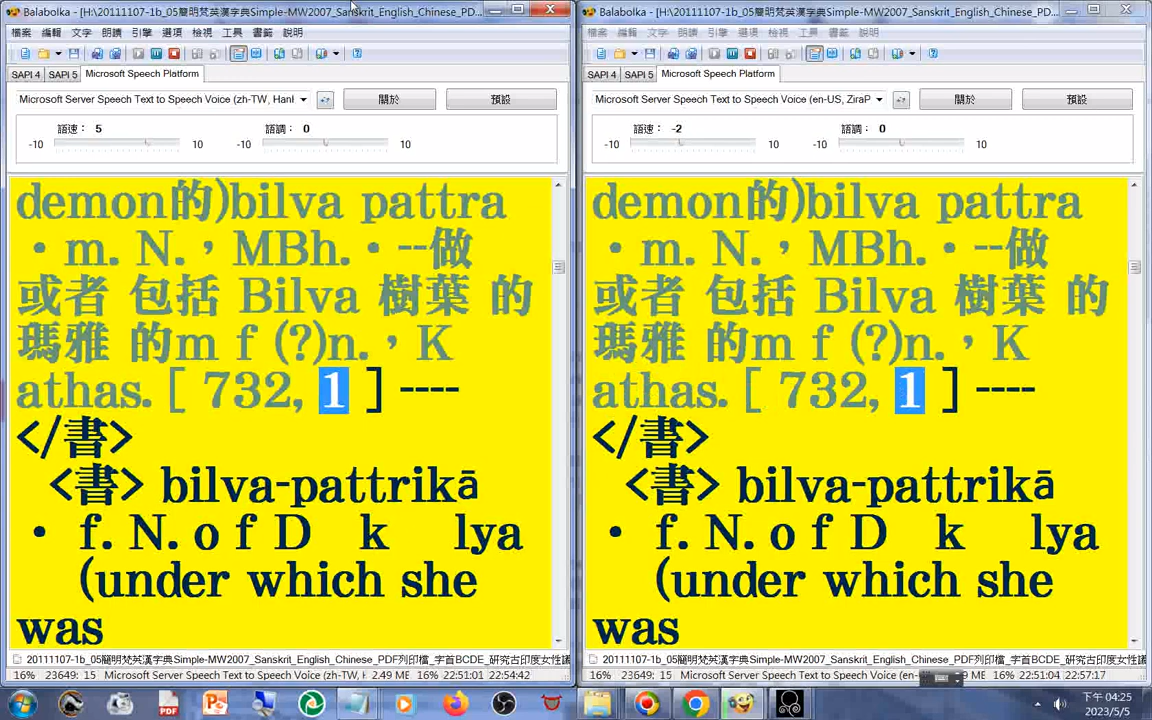 Balabolka - [H:\20111107-1b_05簡明梵英漢字典Simple-MW2007_Sanskrit_English_Chinese_PD...
檔案 編輯 文字 朗讀 引擎 選項 檢視 工具 書籤 說明
SAPI 4 SAPI 5 Microsoft Speech Platform
Microsoft Server Speech Text to Speech Voice (zh-TW, Hanl
關於 預設
語速： 5 語調： 0
-10 10 -10 10
demon的)bilva pattra
• m. N.，MBh.•--做
或者 包括 Bilva 樹葉 的
瑪雅 的m f (?)n.，K
athas. [ 732, 1 ] ----
</書>
<書> bilva-pattrikā
• f. N. o f D k lya
(under which she
was
20111107-1b_05簡明梵英漢字典Simple-MW2007_Sanskrit_English_Chinese_PDF列印檔_字首BCDE_研究古印度女性議
16% 23649: 15 Microsoft Server Speech Text to Speech Voice (zh-TW, H 2.49 ME 16% 22:51:01 22:54:42
Balabolka - [H:\20111107-1b_05簡明梵英漢字典Simple-MW2007_Sanskrit_English_Chinese_PD...
檔案 編輯 文字 朗讀 引擎 選項 檢視 工具 書籤 說明
SAPI 4 SAPI 5 Microsoft Speech Platform
Microsoft Server Speech Text to Speech Voice (en-US, ZiraP
關於 預設
語速： -2 語調： 0
-10 10 -10 10
demon的)bilva pattra
• m. N.，MBh.•--做
或者 包括 Bilva 樹葉 的
瑪雅 的m f (?)n.，K
athas. [ 732, 1 ] ----
</書>
<書> bilva-pattrikā
• f. N. o f D k lya
(under which she
was
20111107-1b_05簡明梵英漢字典Simple-MW2007_Sanskrit_English_Chinese_PDF列印檔_字首BCDE_研究古印度女性議
16% 23649: 15 Microsoft Server Speech Text to Speech Voice (en-US 16% 22:51:04 22:57:17
PDF
下午 04:25
2023/5/5